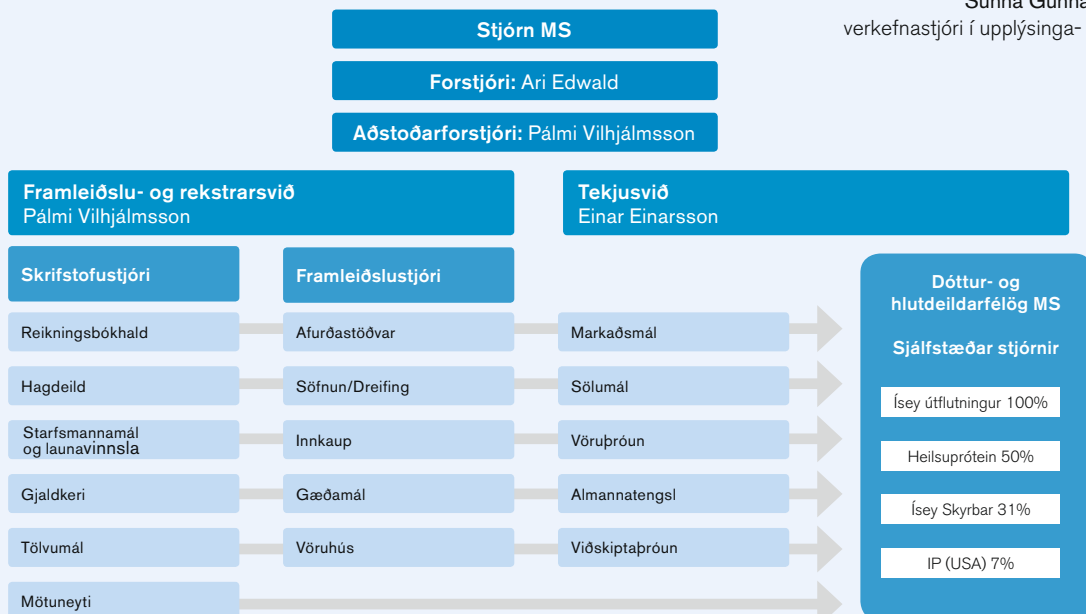 Sunna Gunna
verkefnastjóri í upplýsinga-
Stjórn MS
Forstjóri: Ari Edwald
Aðstoðarforstjóri: Pálmi Vilhjálmsson
Framleiðslu- og rekstrarsvið
Pálmi Vilhjálmsson
Tekjusvið
Einar Einarsson
Skrifstofustjóri
Framleiðslustjóri
Reikningsbókhald
Afurðastöðvar
Markaðsmál
Hagdeild
Söfnun/Dreifing
Sölumál
Starfsmannamál
og launavinnsla
Innkaup
Vöruþróun
Gjaldkeri
Gæðamál
Almannatengsl
Tölvumál
Vöruhús
Viðskiptaþróun
Mötuneyti
Dóttur- og
hlutdeildarfélög MS
Sjálfstæðar stjórnir
Ísey útflutningur 100%
Heilsuprótein 50%
Ísey Skyrbar 31%
IP (USA) 7%